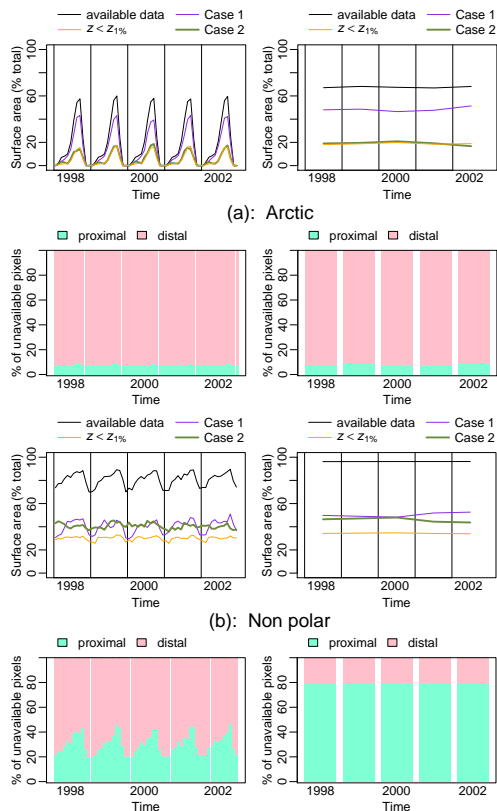 available data Case 1
z < z1% Case 2
available data Case 1
z < z1% Case 2
Surface area (% total)
0 20 60 100
1998 2000 2002
Time
Surface area (% total)
0 20 60 100
1998 2000 2002
Time
(a): Arctic
proximal distal
proximal distal
% of unavailable pixels
0 20 40 60 80
1998 2000 2002
Time
% of unavailable pixels
0 20 40 60 80
1998 2000 2002
Time
available data Case 1
z < z1% Case 2
available data Case 1
z < z1% Case 2
Surface area (% total)
0 20 60 100
1998 2000 2002
Time
Surface area (% total)
0 20 60 100
1998 2000 2002
Time
(b): Non polar
proximal distal
proximal distal
% of unavailable pixels
0 20 40 60 80
1998 2000 2002
Time
% of unavailable pixels
0 20 40 60 80
1998 2000 2002
Time